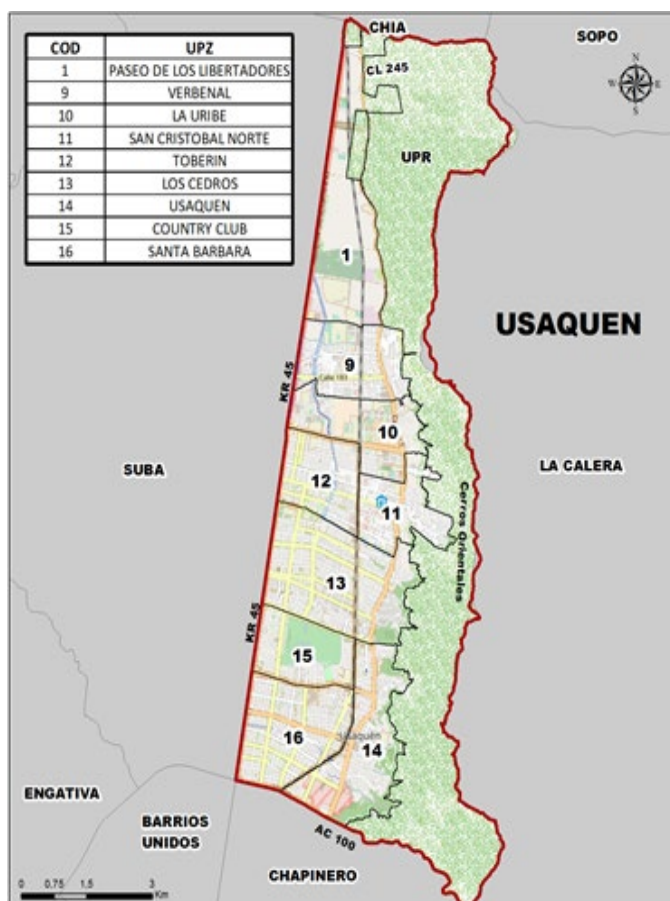 CHIA
SOPO
COD UPZ
1 PASEO DE LOS LIBERTADORES
9 VERBENAL
10 LA URIBE
11 SAN CRISTOBAL NORTE
12 TOBERIN
13 LOS CEDROS
14 USAQUEN
15 COUNTRY CLUB
16 SANTA BARBARA
CL 245
N
W E
S
UPR
1
USAQUEN
KR 45
9
Calle 183
10
SUBA
LA CALERA
12
11
Cerros Orientales
13
KR 45
15
16
Usaquén
14
ENGATIVA
BARRIOS
UNIDOS
AC 100
CHAPINERO
0 0,75 1,5 3
Km